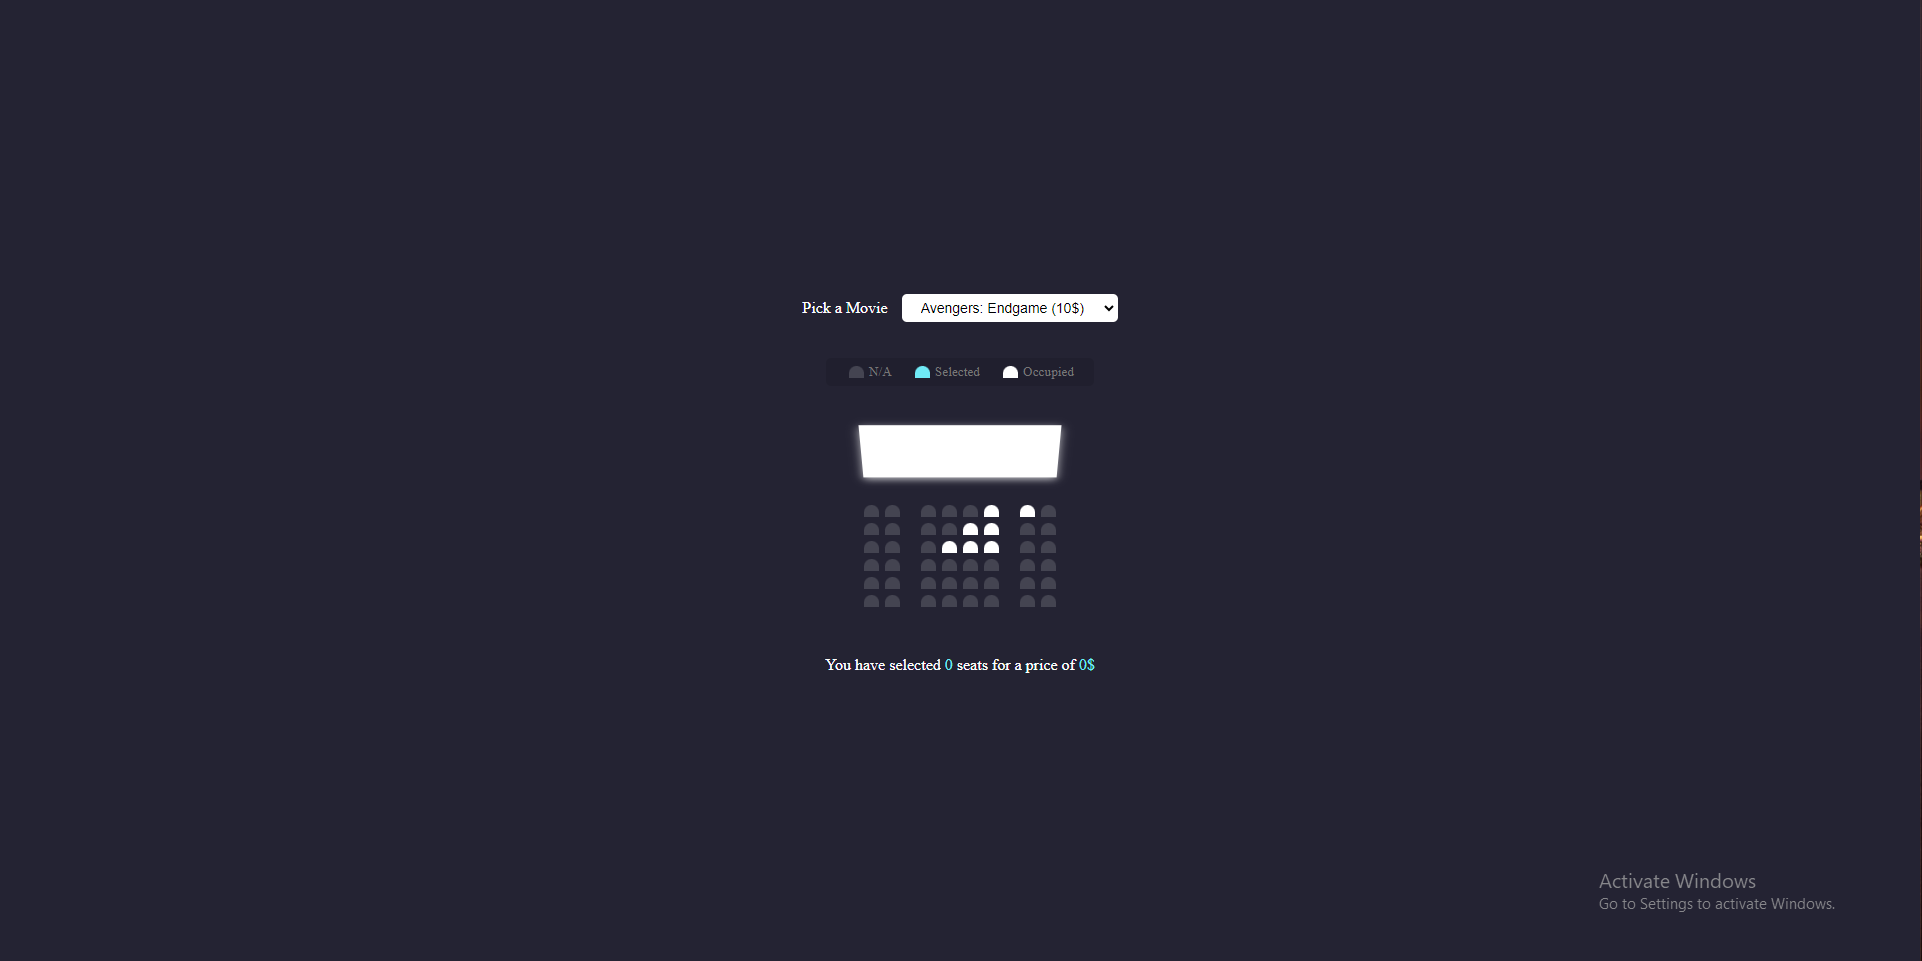 Pick a Movie Avengers: Endgame (10$)
N/A Selected Occupied
You have selected 0 seats for a price of 0$
Activate Windows
Go to Settings to activate Windows.